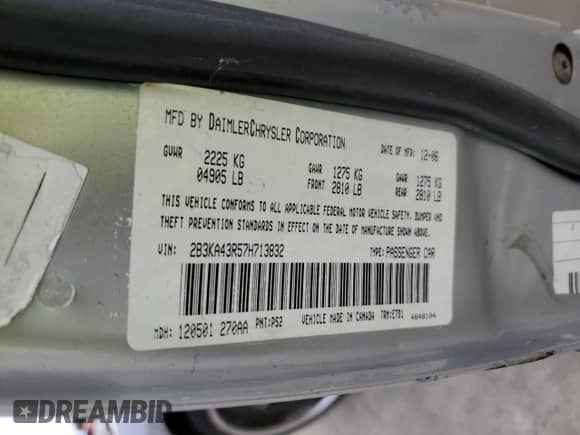 MFD BY DAIMLERCHRYSLER CORPORATION
DATE OF MFR: 12-06
GVWR 2225 KG GAWR 1275 KG GAWR 1275 KG
04905 LB FRONT 2810 LB REAR 2810 LB
THIS VEHICLE CONFORMS TO ALL APPLICABLE FEDERAL MOTOR VEHICLE SAFETY, BUMPER AND
THEFT PREVENTION STANDARDS IN EFFECT ON THE DATE OF MANUFACTURE SHOWN ABOVE.
VIN: 2B3KA43R57H713832 TYPE: PASSENGER CAR
MDH: 120501 270AA PNT:PS2 VEHICLE MADE IN CANADA TRM:E7D1 4648104
DREAMBID